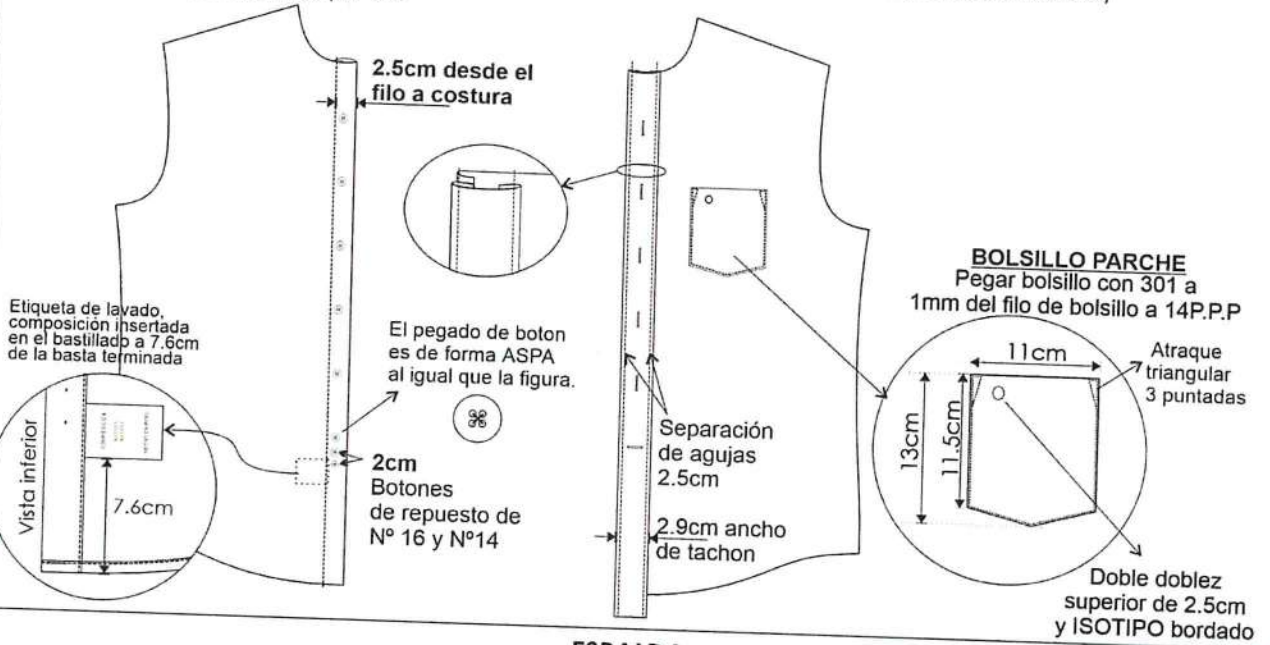 2.5cm desde el
filo a costura
Etiqueta de lavado,
composición insertada
en el bastillado a 7.6cm
de la basta terminada
Vista inferior
7.6cm
El pegado de boton
es de forma ASPA
al igual que la figura.
2cm
Botones
de repuesto de
Nº 16 y Nº14
Separación
de agujas
2.5cm
2.9cm ancho
de tachon
BOLSILLO PARCHE
Pegar bolsillo con 301 a
1mm del filo de bolsillo a 14P.P.P
11cm
13cm
11.5cm
Atraque
triangular
3 puntadas
Doble doblez
superior de 2.5cm
y ISOTIPO bordado